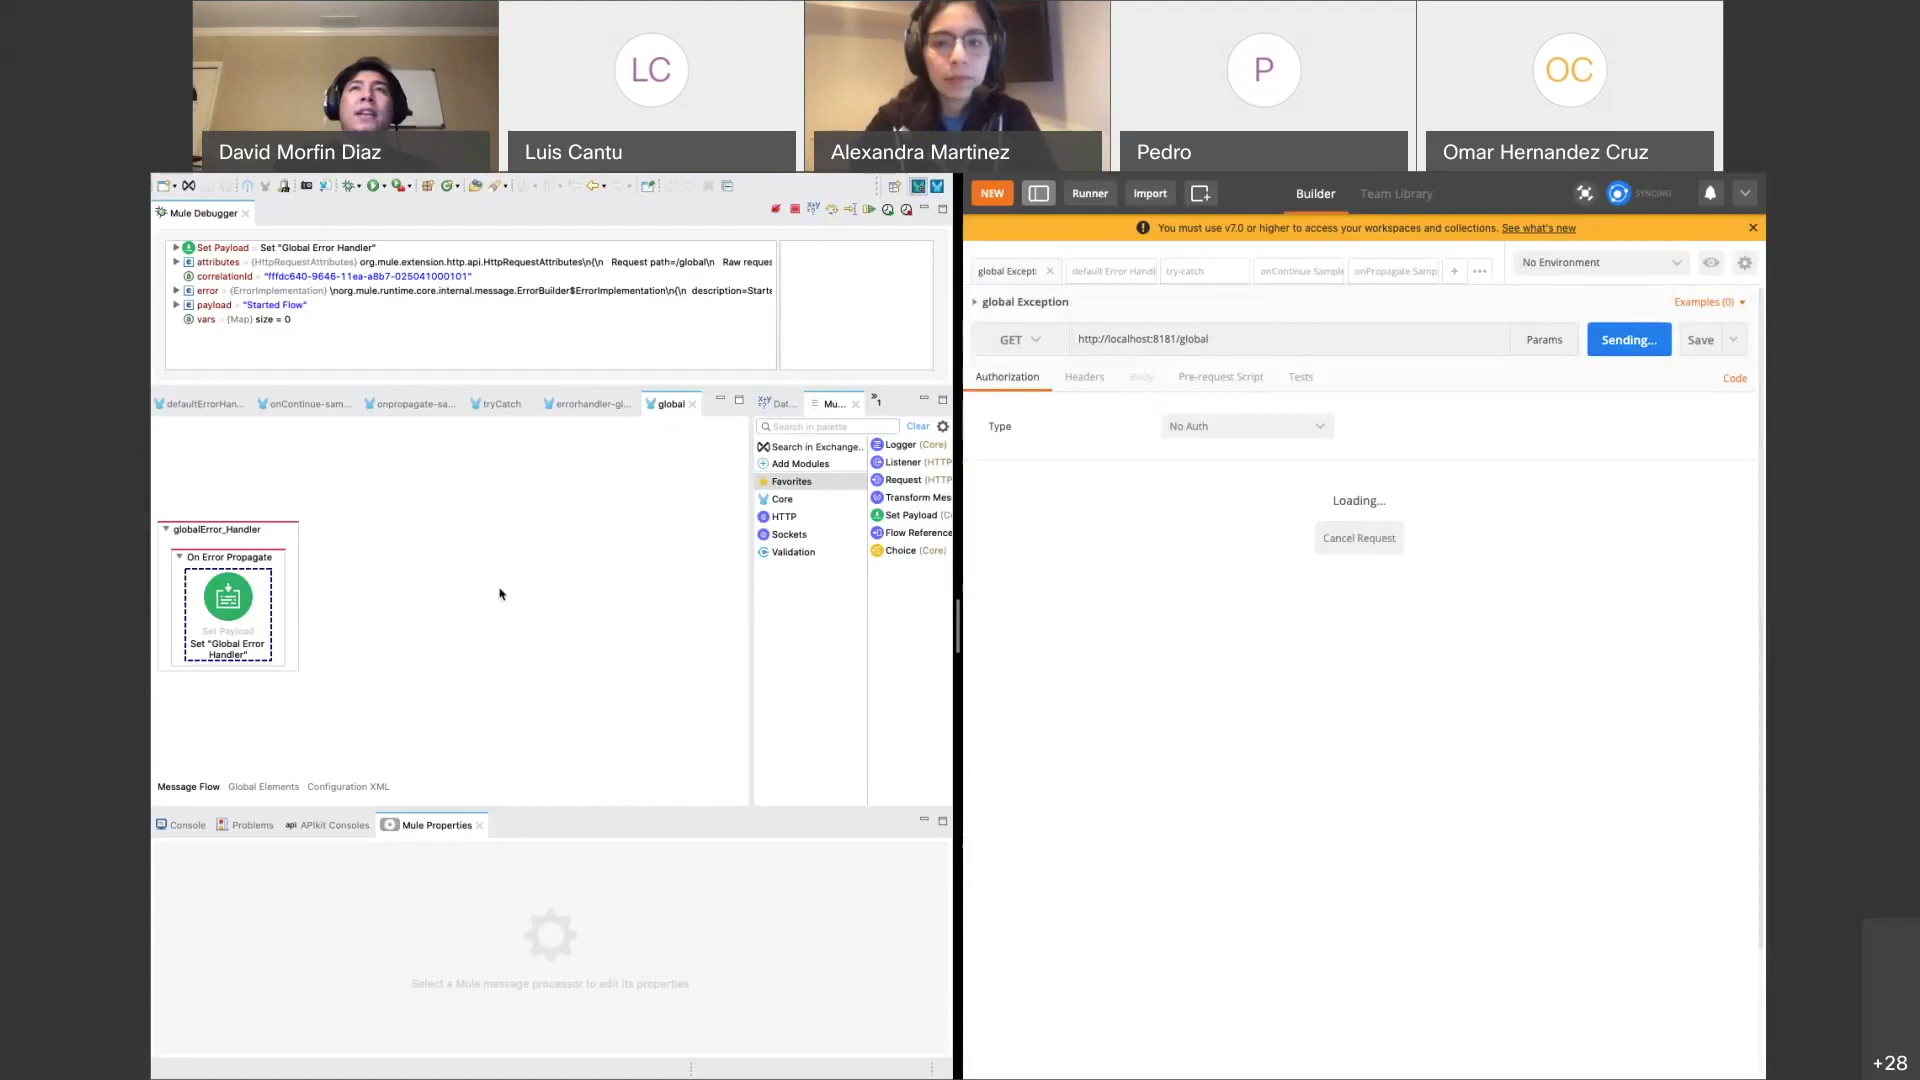 LC
P
OC
David Morfin Diaz
Luis Cantu
Alexandra Martinez
Pedro
Omar Hernandez Cruz
Mule Debugger
Set Payload = Set "Global Error Handler"
attributes = {HttpRequestAttributes} org.mule.extension.http.api.HttpRequestAttributes\n{\n Request path=/global\n Raw reques
correlationId = "fffdc640-9646-11ea-a8b7-025041000101"
error = {ErrorImplementation} \norg.mule.runtime.core.internal.message.ErrorBuilder$ErrorImplementation\n{\n description=Starte
payload = "Started Flow"
vars = {Map} size = 0
defaultErrorHan...
onContinue-sam...
onpropagate-sa...
tryCatch
errorhandler-gl...
global
Dat...
Mu...
1
Search in palette
Clear
Search in Exchange..
Add Modules
Favorites
Core
HTTP
Sockets
Validation
Logger (Core)
Listener (HTTP
Request (HTTP
Transform Mes
Set Payload (C
Flow Reference
Choice (Core)
globalError_Handler
On Error Propagate
Set Payload
Set "Global Error
Handler"
Message Flow
Global Elements
Configuration XML
Console
Problems
api APIkit Consoles
Mule Properties
Select a Mule message processor to edit its properties
NEW
Runner
Import
Builder
Team Library
SYNCING
You must use v7.0 or higher to access your workspaces and collections. See what's new
global Excepti
default Error Handl
try-catch
onContinue Sample
onPropagate Samp
No Environment
global Exception
Examples (0)
GET
http://localhost:8181/global
Params
Sending...
Save
Authorization
Headers
Body
Pre-request Script
Tests
Code
Type
No Auth
Loading...
Cancel Request
+28